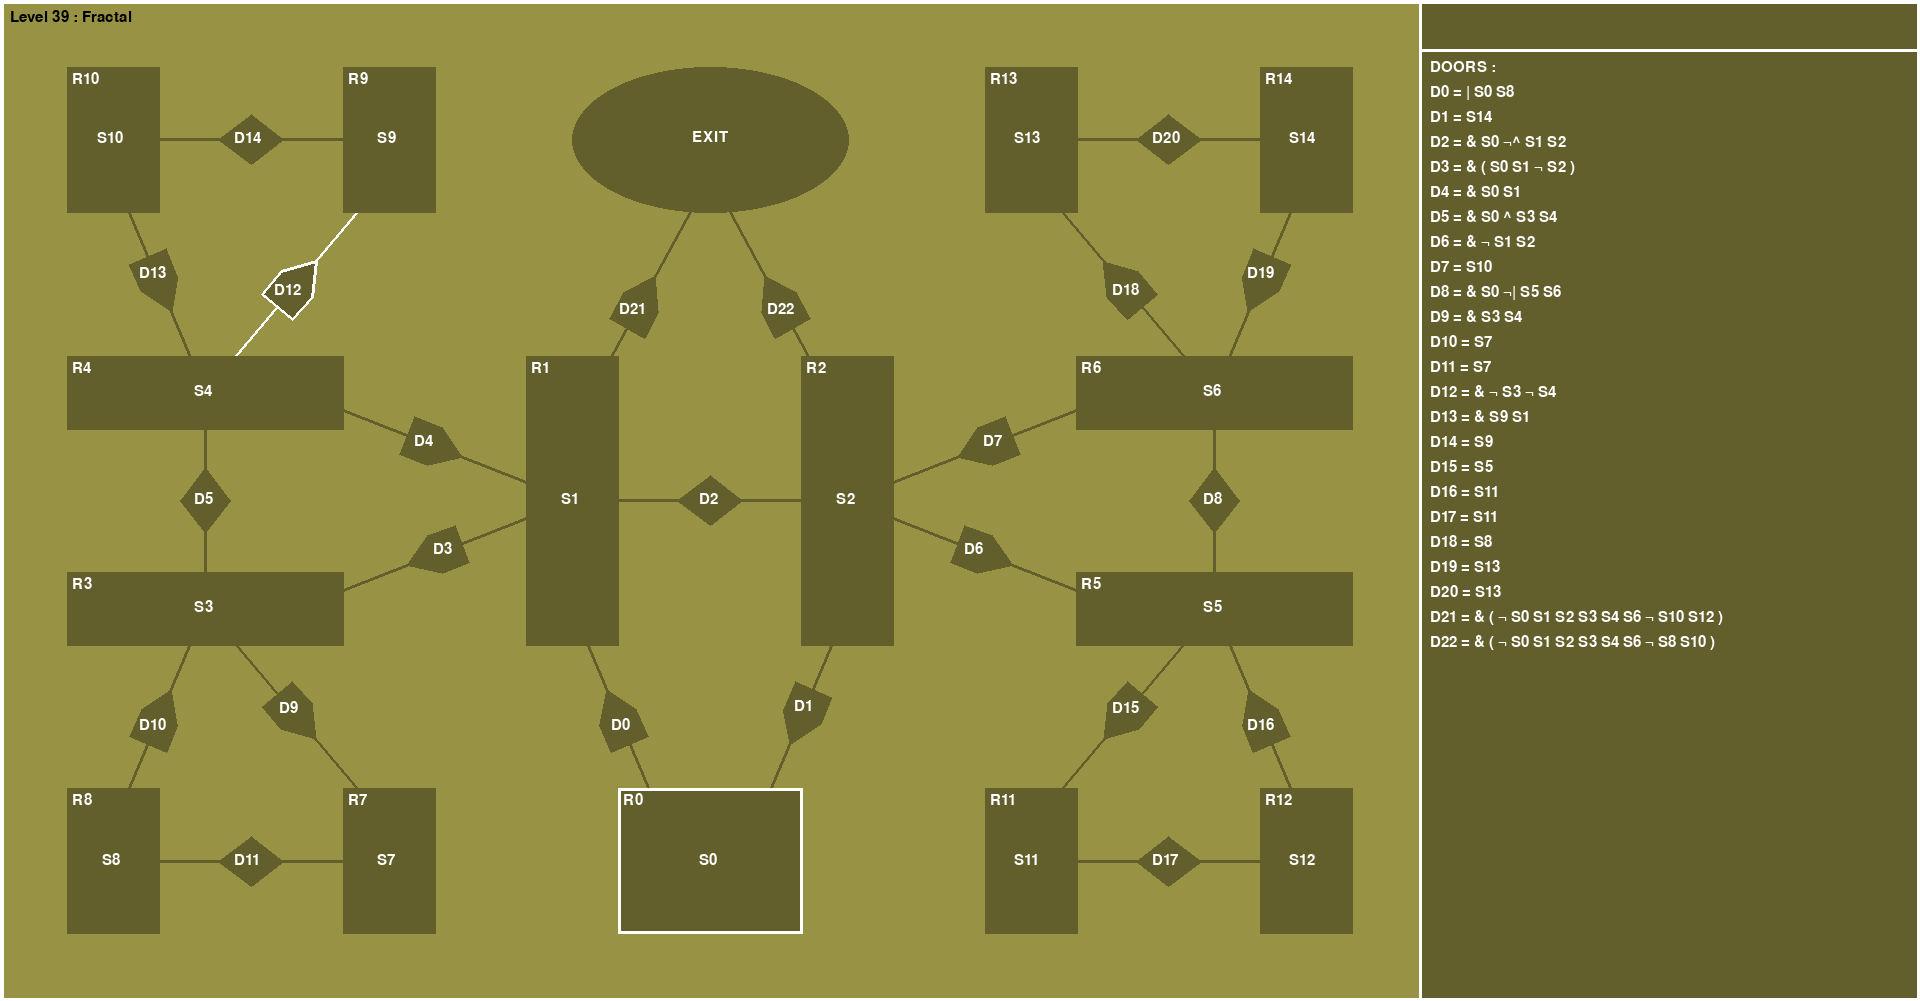 Level 39 : Fractal
R10
R9
R13
R14
S10
D14
S9
EXIT
S13
D20
S14
D13
D12
D21
D22
D18
D19
R4
S4
R1
R2
R6
S6
D4
D7
D5
S1
D2
S2
D8
D3
D6
R3
S3
R5
S5
D10
D9
D0
D1
D15
D16
R8
R7
R0
R11
R12
S8
D11
S7
S0
S11
D17
S12
DOORS :
D0 = | S0 S8
D1 = S14
D2 = & S0 ¬^ S1 S2
D3 = & ( S0 S1 ¬ S2 )
D4 = & S0 S1
D5 = & S0 ^ S3 S4
D6 = & ¬ S1 S2
D7 = S10
D8 = & S0 ¬| S5 S6
D9 = & S3 S4
D10 = S7
D11 = S7
D12 = & ¬ S3 ¬ S4
D13 = & S9 S1
D14 = S9
D15 = S5
D16 = S11
D17 = S11
D18 = S8
D19 = S13
D20 = S13
D21 = & ( ¬ S0 S1 S2 S3 S4 S6 ¬ S10 S12 )
D22 = & ( ¬ S0 S1 S2 S3 S4 S6 ¬ S8 S10 )